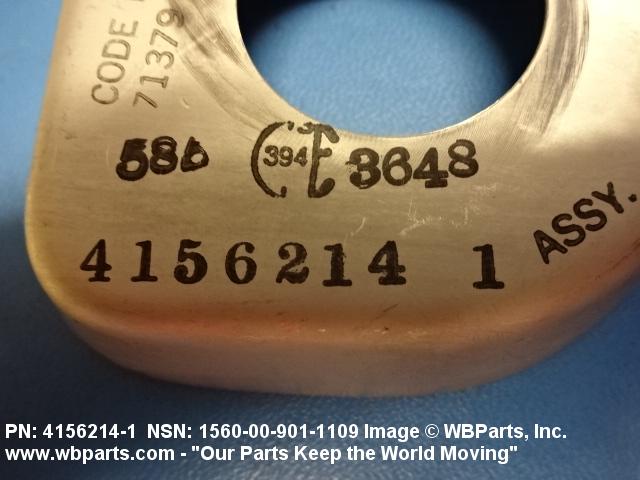 CODE
71379
586 394 3648
4156214 1
ASSY.
PN: 4156214-1 NSN: 1560-00-901-1109 Image © WBParts, Inc.
www.wbparts.com - "Our Parts Keep the World Moving"